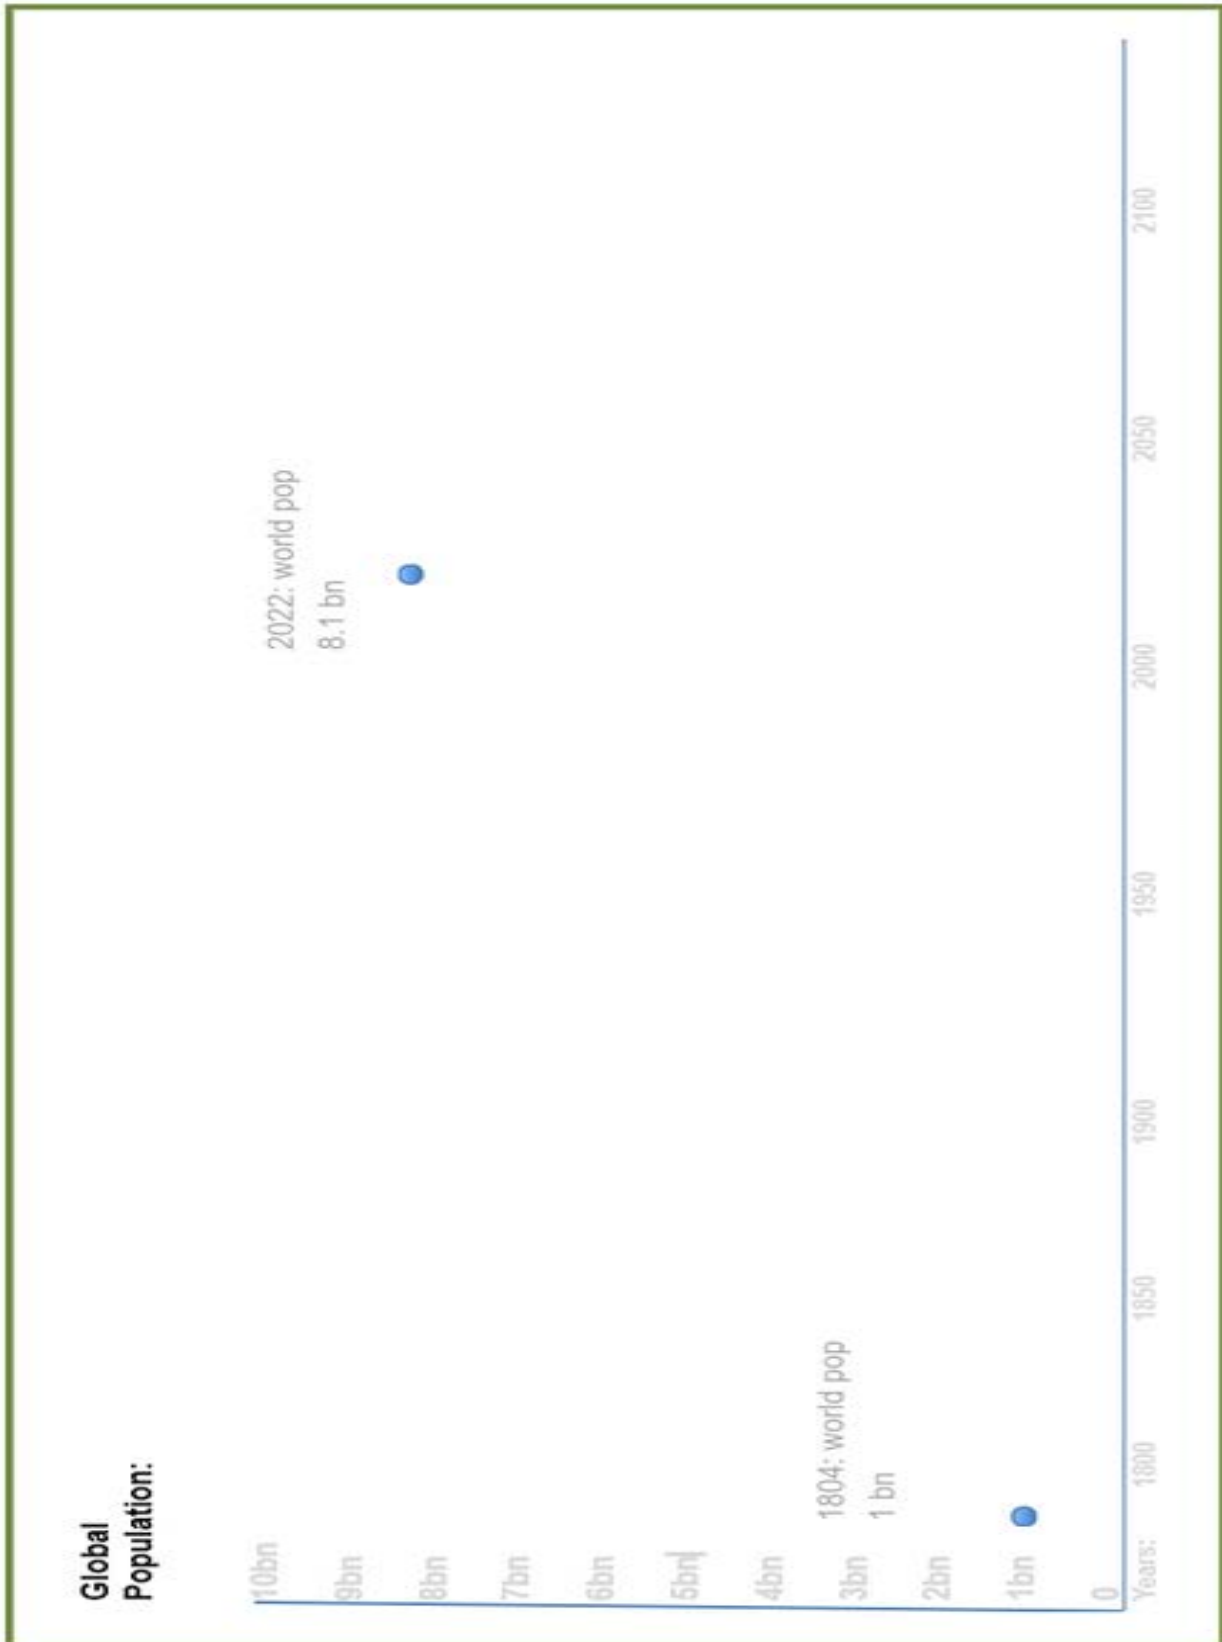 Global
Population:
10bn
9bn
8bn
7bn
6bn
5bn
4bn
3bn
2bn
1bn
0
2022: world pop
8.1 bn
1804: world pop
1 bn
Years:
1800
1850
1900
1950
2000
2050
2100